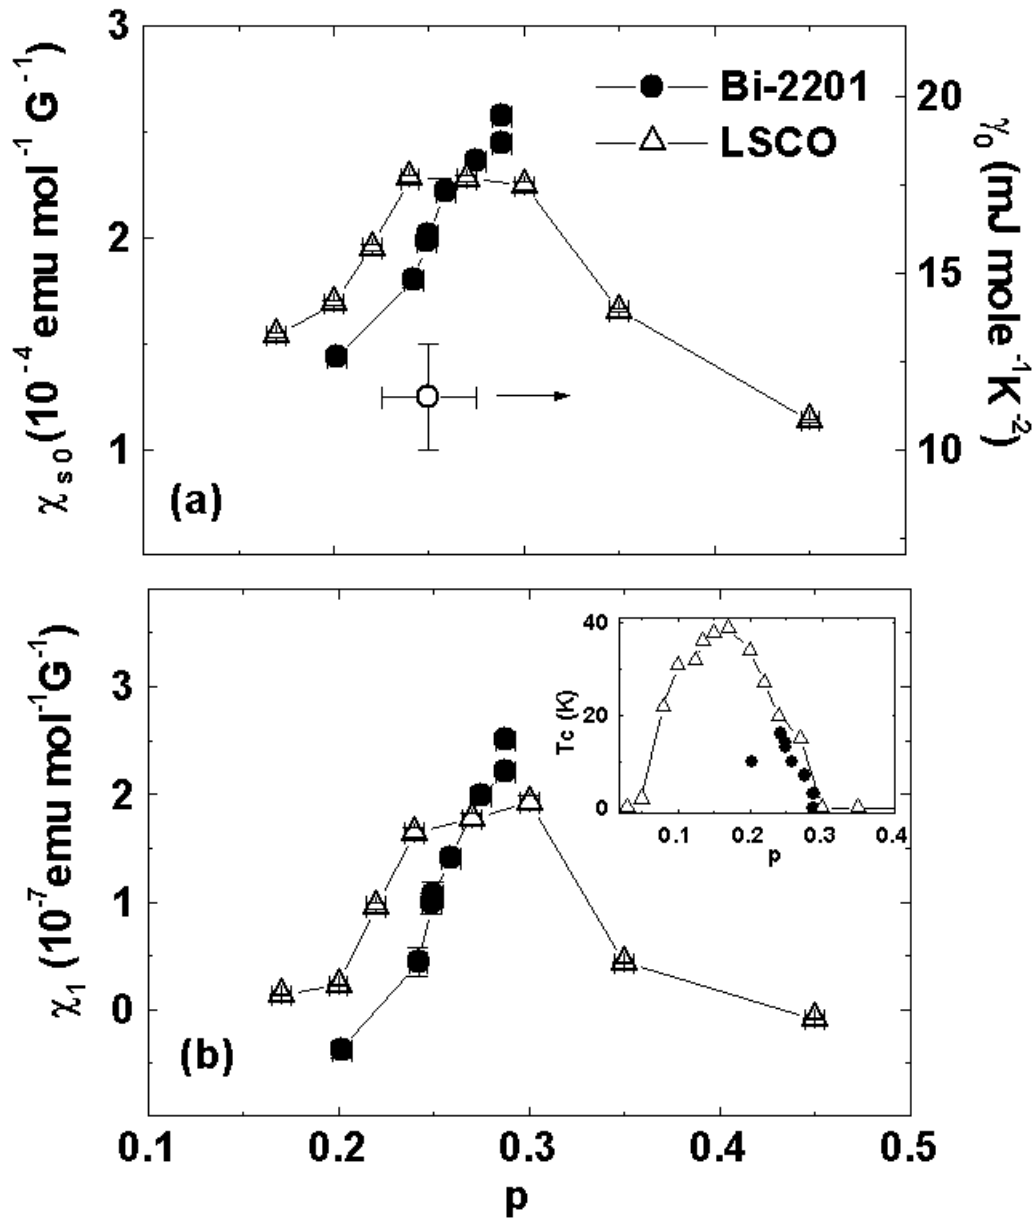 3
2
1
χs0 (10⁻⁴ emu mol⁻¹ G⁻¹)
Bi-2201
LSCO
20
15
10
γ0 (mJ mole⁻¹K⁻²)
(a)
3
2
1
0
χ1 (10⁻⁷emu mol⁻¹G⁻¹)
40
20
0
Tc (K)
0.1 0.2 0.3 0.4
p
(b)
0.1 0.2 0.3 0.4 0.5
p